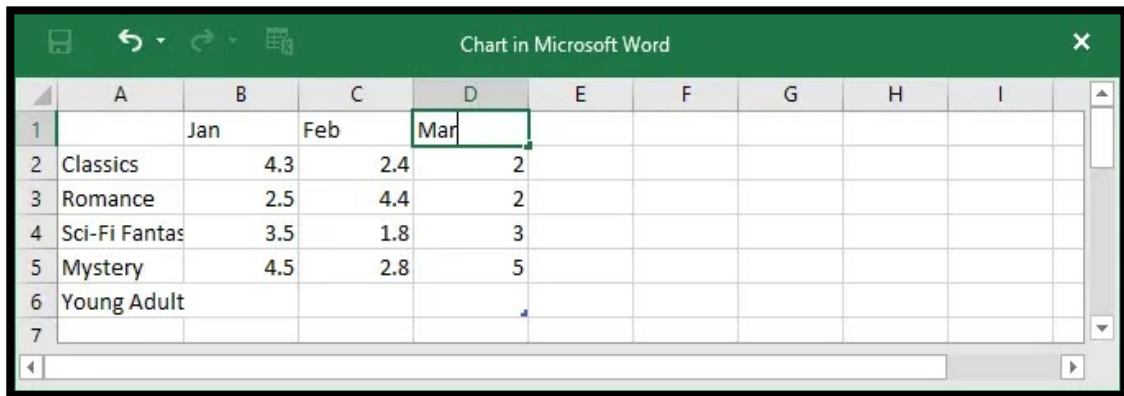 Chart in Microsoft Word
A B C D E F G H I
1 Jan Feb Mar
2 Classics 4.3 2.4 2
3 Romance 2.5 4.4 2
4 Sci-Fi Fantas 3.5 1.8 3
5 Mystery 4.5 2.8 5
6 Young Adult
7